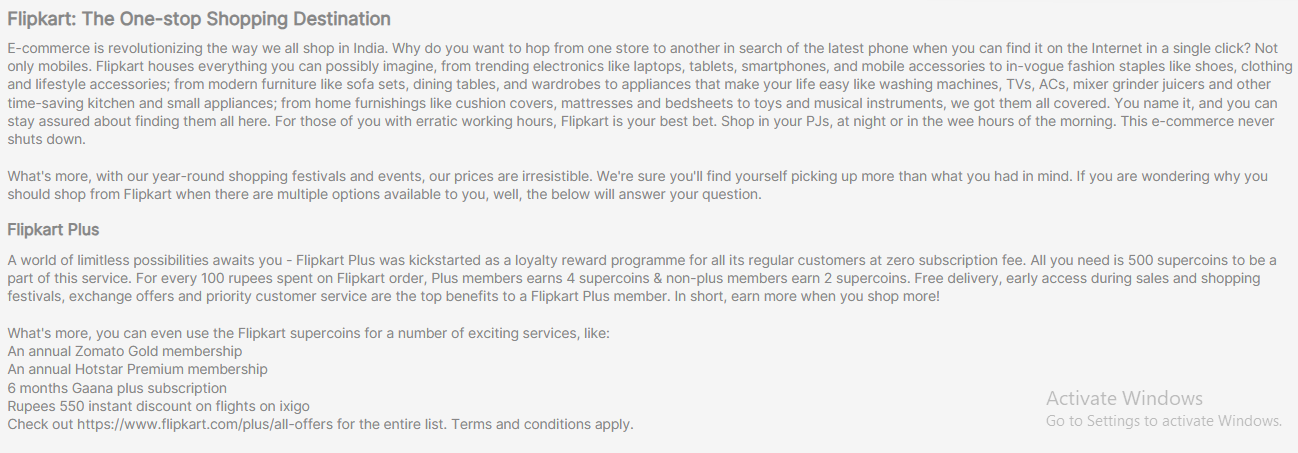 Flipkart: The One-stop Shopping Destination
E-commerce is revolutionizing the way we all shop in India. Why do you want to hop from one store to another in search of the latest phone when you can find it on the Internet in a single click? Not
only mobiles. Flipkart houses everything you can possibly imagine, from trending electronics like laptops, tablets, smartphones, and mobile accessories to in-vogue fashion staples like shoes, clothing
and lifestyle accessories; from modern furniture like sofa sets, dining tables, and wardrobes to appliances that make your life easy like washing machines, TVs, ACs, mixer grinder juicers and other
time-saving kitchen and small appliances; from home furnishings like cushion covers, mattresses and bedsheets to toys and musical instruments, we got them all covered. You name it, and you can
stay assured about finding them all here. For those of you with erratic working hours, Flipkart is your best bet. Shop in your PJs, at night or in the wee hours of the morning. This e-commerce never
shuts down.
What's more, with our year-round shopping festivals and events, our prices are irresistible. We're sure you'll find yourself picking up more than what you had in mind. If you are wondering why you
should shop from Flipkart when there are multiple options available to you, well, the below will answer your question.
Flipkart Plus
A world of limitless possibilities awaits you - Flipkart Plus was kickstarted as a loyalty reward programme for all its regular customers at zero subscription fee. All you need is 500 supercoins to be a
part of this service. For every 100 rupees spent on Flipkart order, Plus members earns 4 supercoins & non-plus members earn 2 supercoins. Free delivery, early access during sales and shopping
festivals, exchange offers and priority customer service are the top benefits to a Flipkart Plus member. In short, earn more when you shop more!
What's more, you can even use the Flipkart supercoins for a number of exciting services, like:
An annual Zomato Gold membership
An annual Hotstar Premium membership
6 months Gaana plus subscription
Rupees 550 instant discount on flights on ixigo
Check out https://www.flipkart.com/plus/all-offers for the entire list. Terms and conditions apply.
Activate Windows
Go to Settings to activate Windows.